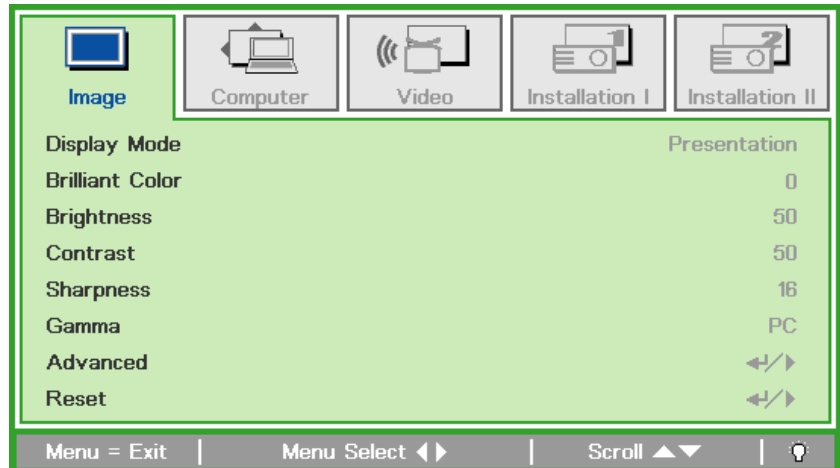 Image Computer Video Installation I Installation II
Display Mode Presentation
Brilliant Color 0
Brightness 50
Contrast 50
Sharpness 16
Gamma PC
Advanced
Reset
Menu = Exit Menu Select Scroll